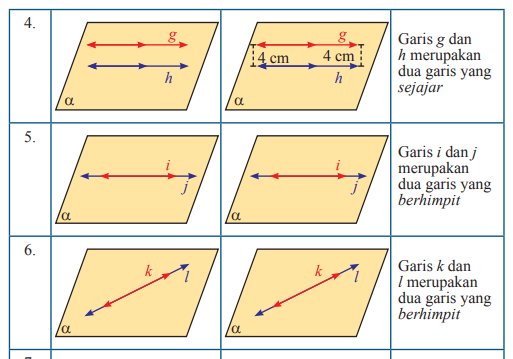 4.
g
h
α
g
4 cm
4 cm
h
α
Garis g dan
h merupakan
dua garis yang
sejajar
5.
i
j
α
i
j
α
Garis i dan j
merupakan
dua garis yang
berhimpit
6.
k
l
α
k
l
α
Garis k dan
l merupakan
dua garis yang
berhimpit